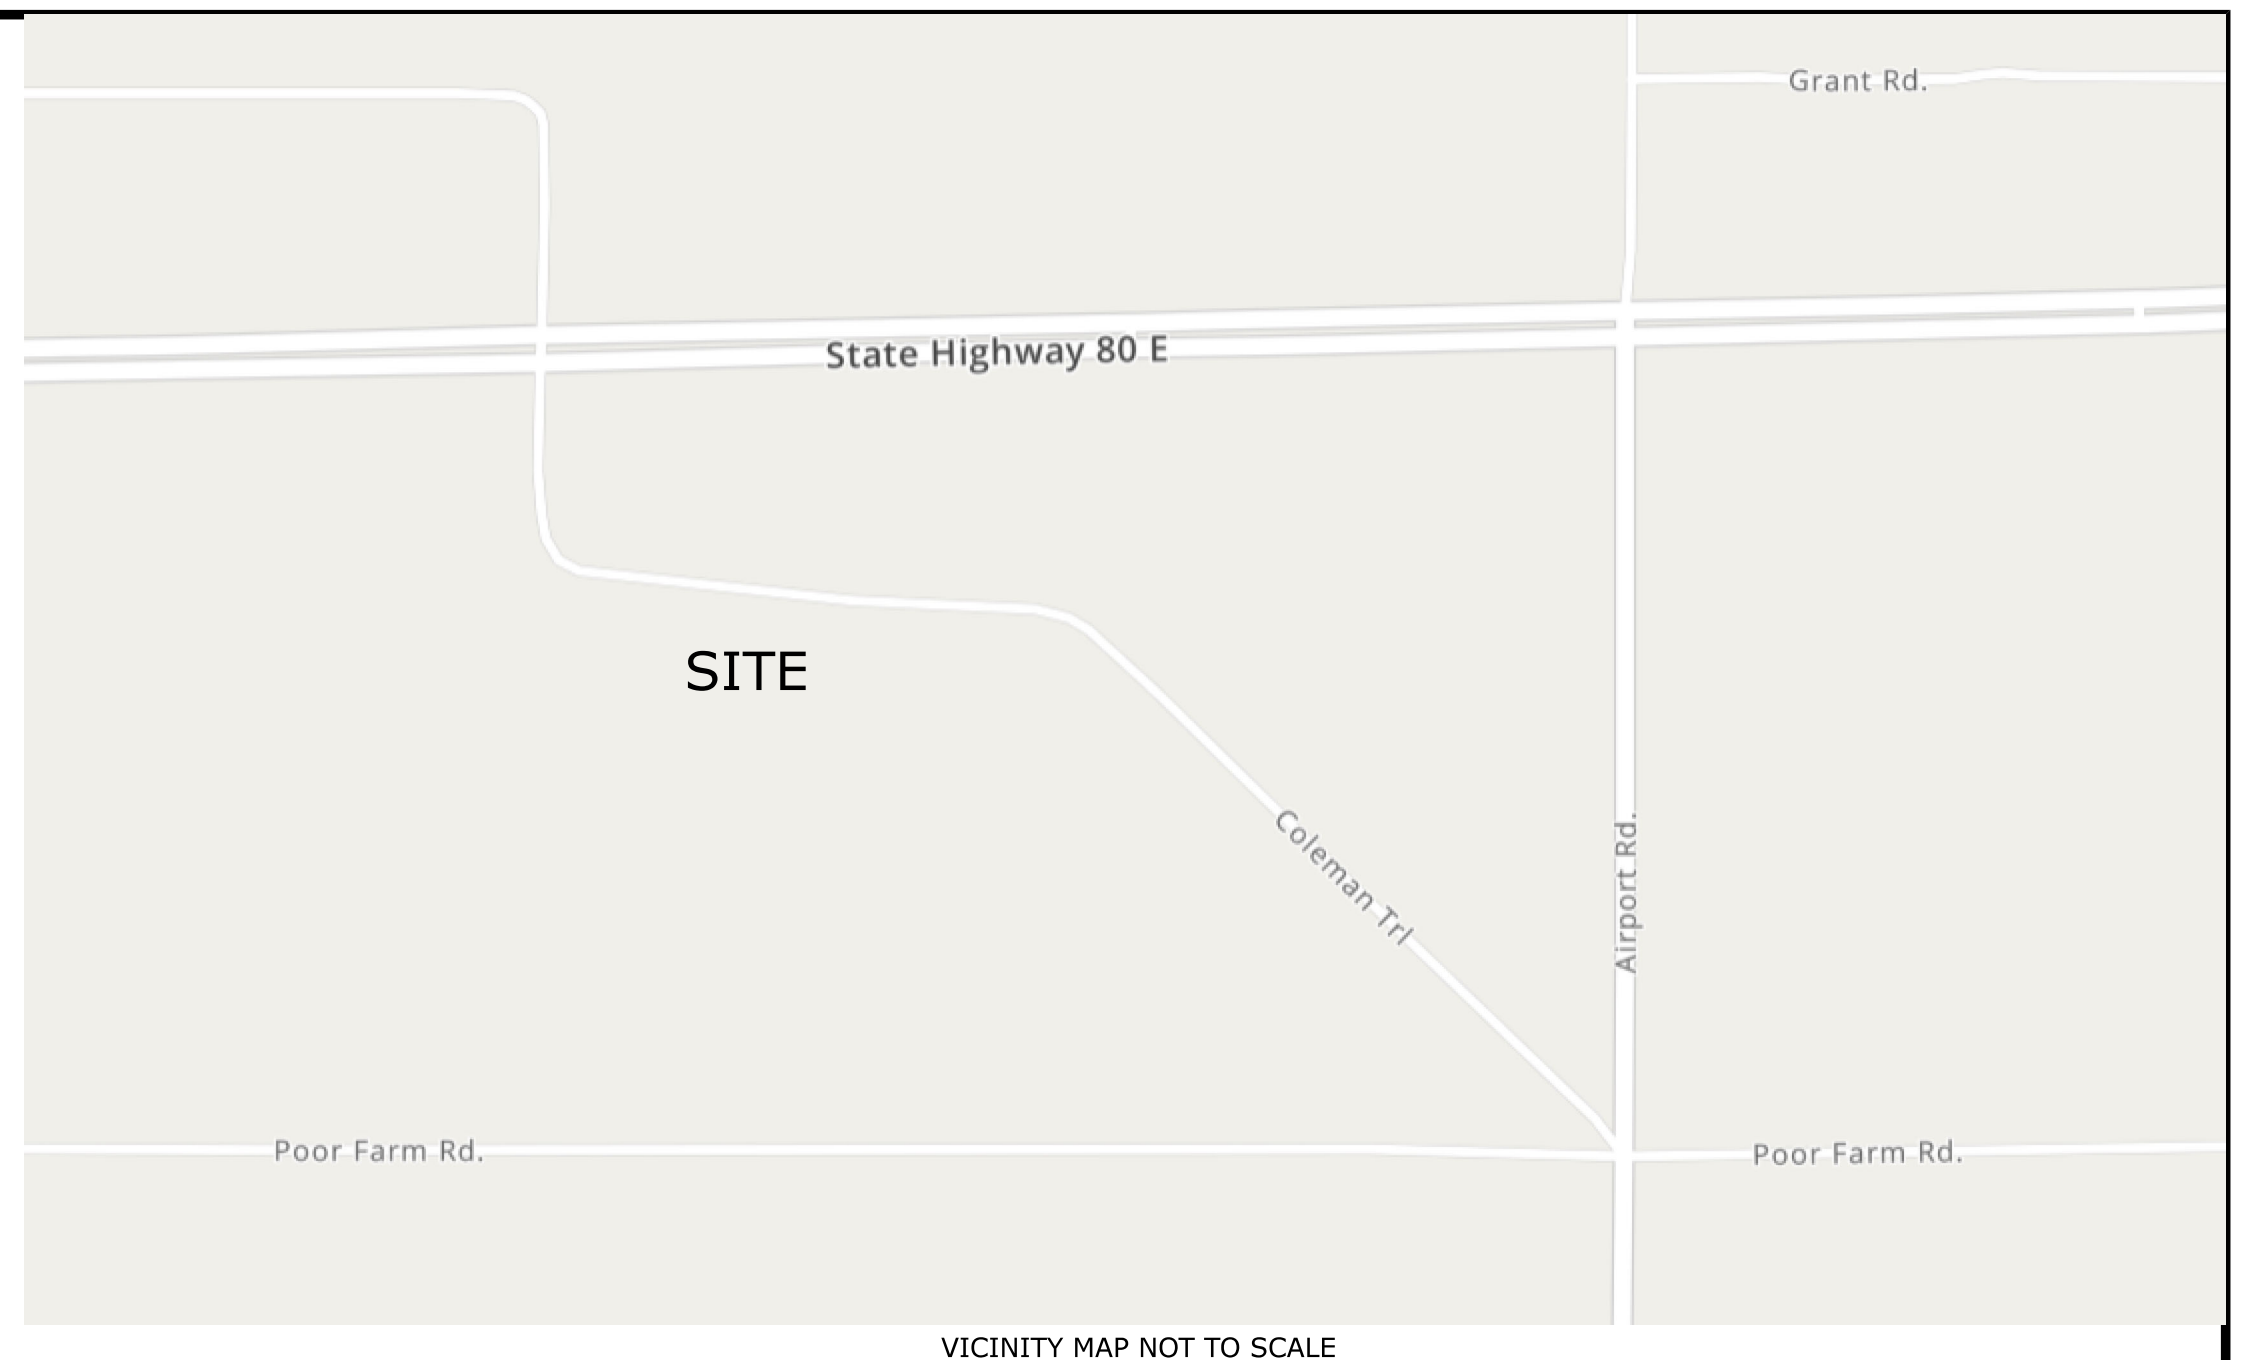 Grant Rd.
State Highway 80 E
SITE
Coleman Trl
Airport Rd.
Poor Farm Rd.
Poor Farm Rd.
VICINITY MAP NOT TO SCALE